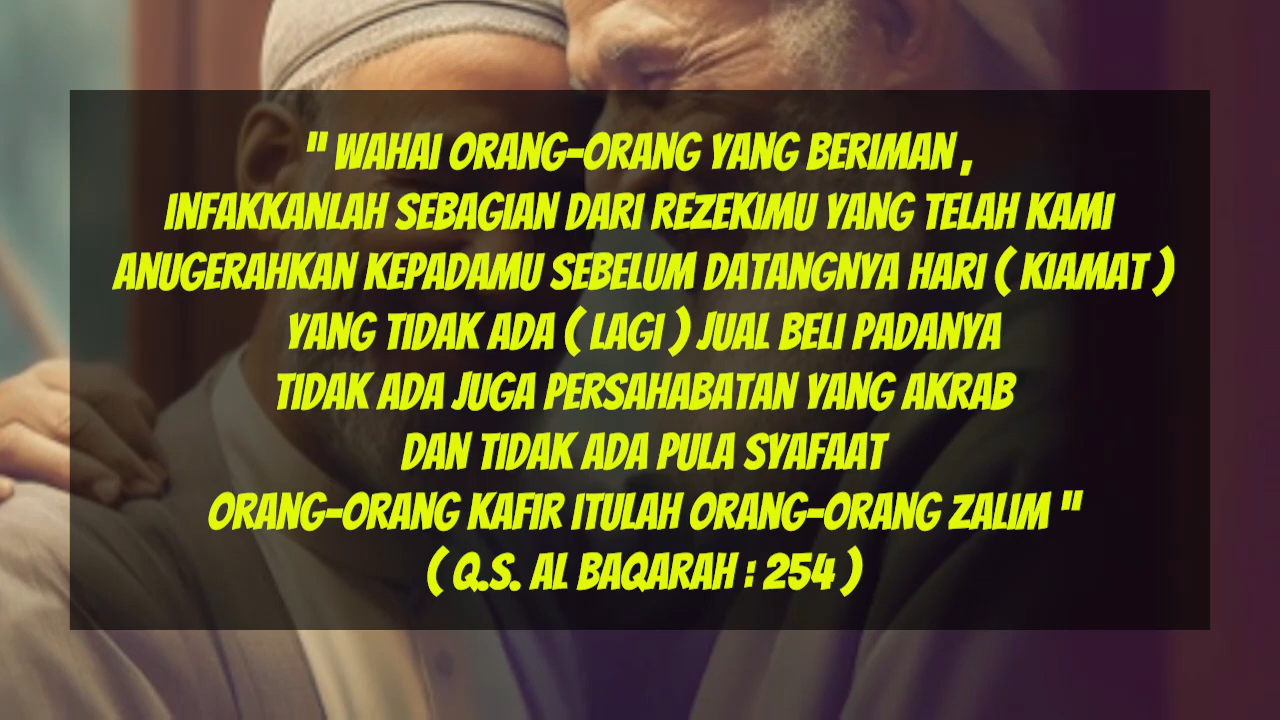 " WAHAI ORANG-ORANG YANG BERIMAN ,
INFAKKANLAH SEBAGIAN DARI REZEKIMU YANG TELAH KAMI
ANUGERAHKAN KEPADAMU SEBELUM DATANGNYA HARI ( KIAMAT )
YANG TIDAK ADA ( LAGI ) JUAL BELI PADANYA
TIDAK ADA JUGA PERSAHABATAN YANG AKRAB
DAN TIDAK ADA PULA SYAFAAT
ORANG-ORANG KAFIR ITULAH ORANG-ORANG ZALIM "
( Q.S. AL BAQARAH : 254 )